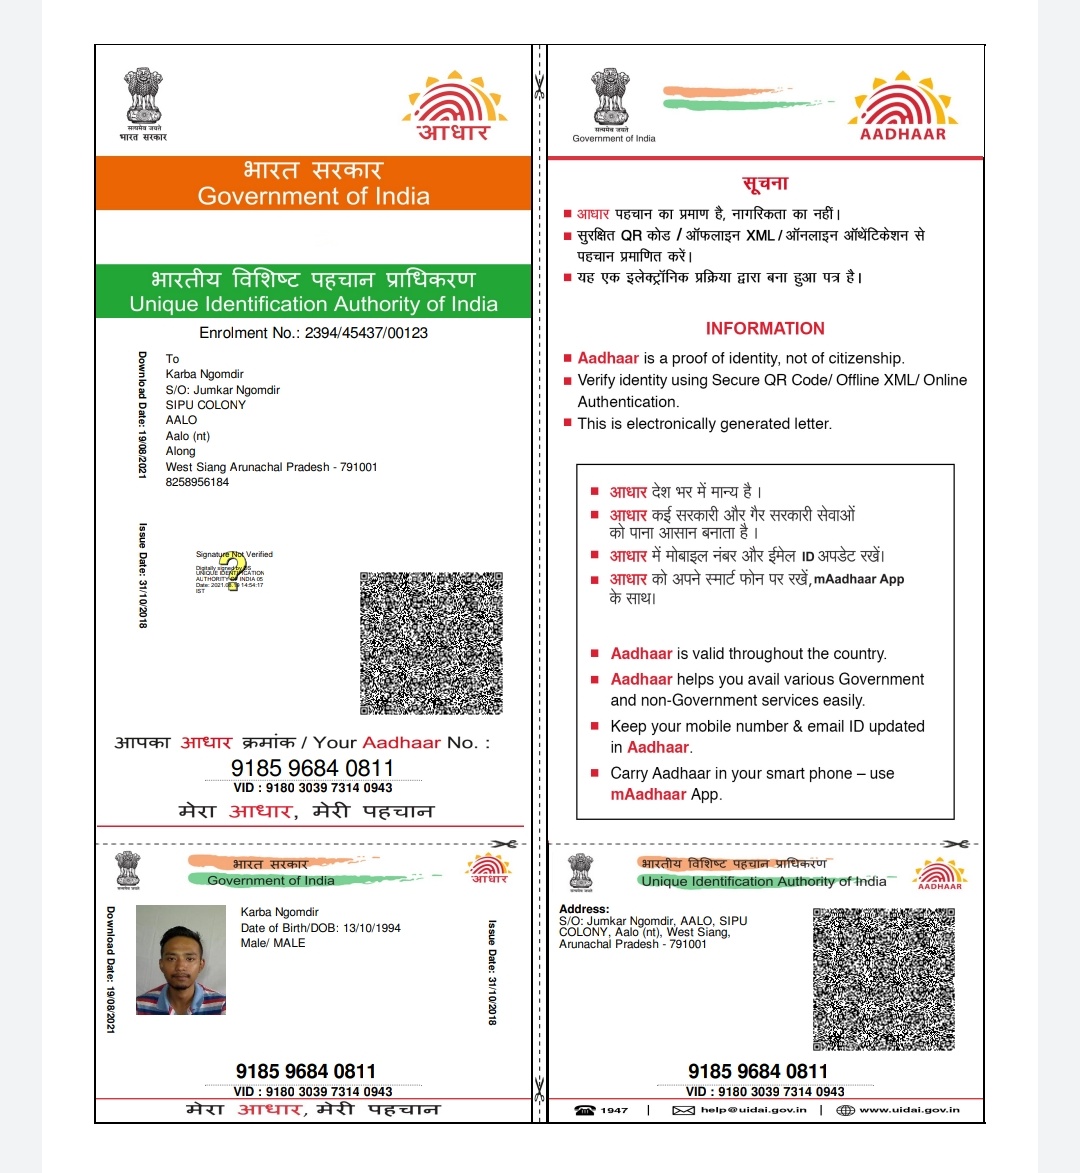 सत्यमेव जयते
भारत सरकार
आधार
भारत सरकार
Government of India
भारतीय विशिष्ट पहचान प्राधिकरण
Unique Identification Authority of India
Enrolment No.: 2394/45437/00123
Download Date: 19/08/2021
To
Karba Ngomdir
S/O: Jumkar Ngomdir
SIPU COLONY
AALO
Aalo (nt)
Along
West Siang Arunachal Pradesh - 791001
8258956184
Issue Date: 31/10/2018
Signature Not Verified
Digitally signed by DS
UNIQUE IDENTIFICATION
AUTHORITY OF INDIA 05
14:54:17
IST
आपका आधार क्रमांक / Your Aadhaar No. :
9185 9684 0811
VID : 9180 3039 7314 0943
मेरा आधार, मेरी पहचान
सत्यमेव जयते
Government of India
AADHAAR
सूचना
आधार पहचान का प्रमाण है, नागरिकता का नहीं।
सुरक्षित QR कोड / ऑफलाइन XML / ऑनलाइन ऑथेंटिकेशन से
पहचान प्रमाणित करें।
यह एक इलेक्ट्रॉनिक प्रक्रिया द्वारा बना हुआ पत्र है।
INFORMATION
Aadhaar is a proof of identity, not of citizenship.
Verify identity using Secure QR Code/ Offline XML/ Online
Authentication.
This is electronically generated letter.
आधार देश भर में मान्य है ।
आधार कई सरकारी और गैर सरकारी सेवाओं
को पाना आसान बनाता है ।
आधार में मोबाइल नंबर और ईमेल ID अपडेट रखें।
आधार को अपने स्मार्ट फोन पर रखें, mAadhaar App
के साथ।
Aadhaar is valid throughout the country.
Aadhaar helps you avail various Government
and non-Government services easily.
Keep your mobile number & email ID updated
in Aadhaar.
Carry Aadhaar in your smart phone – use
mAadhaar App.
भारत सरकार
Government of India
आधार
Download Date: 19/08/2021
Karba Ngomdir
Date of Birth/DOB: 13/10/1994
Male/ MALE
Issue Date: 31/10/2018
9185 9684 0811
VID : 9180 3039 7314 0943
मेरा आधार, मेरी पहचान
भारतीय विशिष्ट पहचान प्राधिकरण
Unique Identification Authority of India
AADHAAR
Address:
S/O: Jumkar Ngomdir, AALO, SIPU
COLONY, Aalo (nt), West Siang,
Arunachal Pradesh - 791001
9185 9684 0811
VID : 9180 3039 7314 0943
1947 | help@uidai.gov.in | www.uidai.gov.in